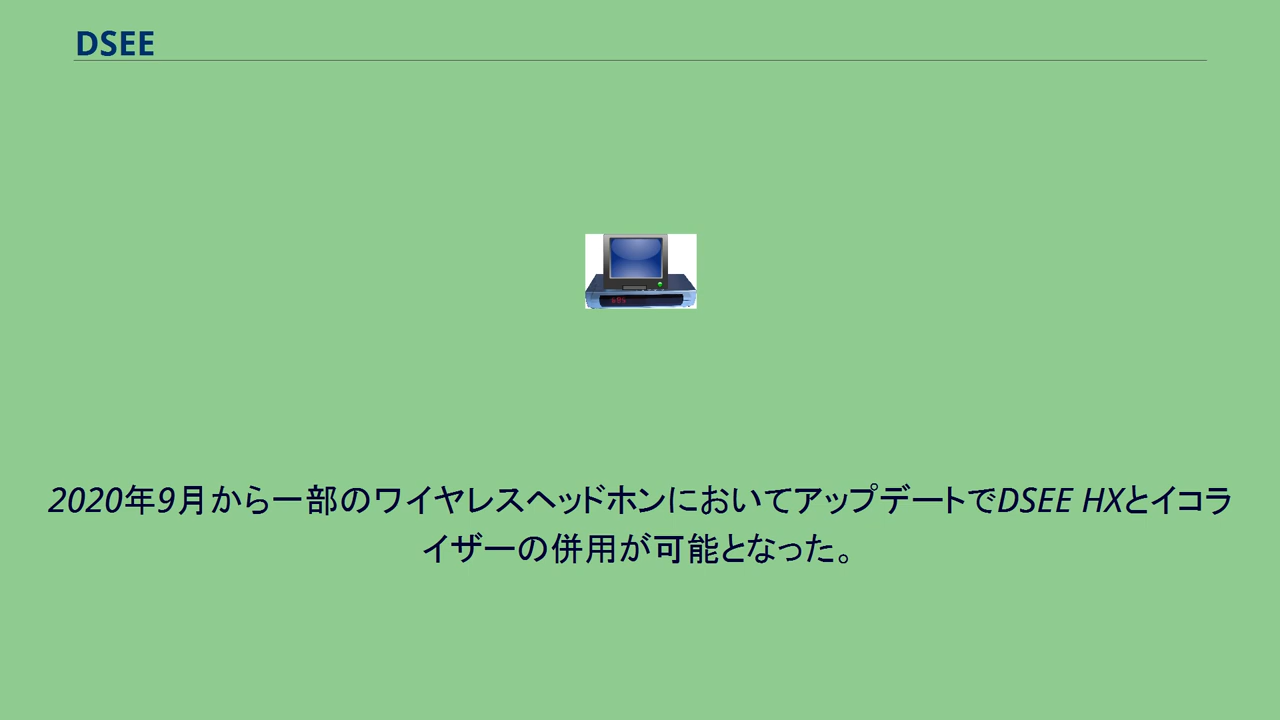 DSEE
2020年9月から一部のワイヤレスヘッドホンにおいてアップデートでDSEE HXとイコラ
イザーの併用が可能となった。